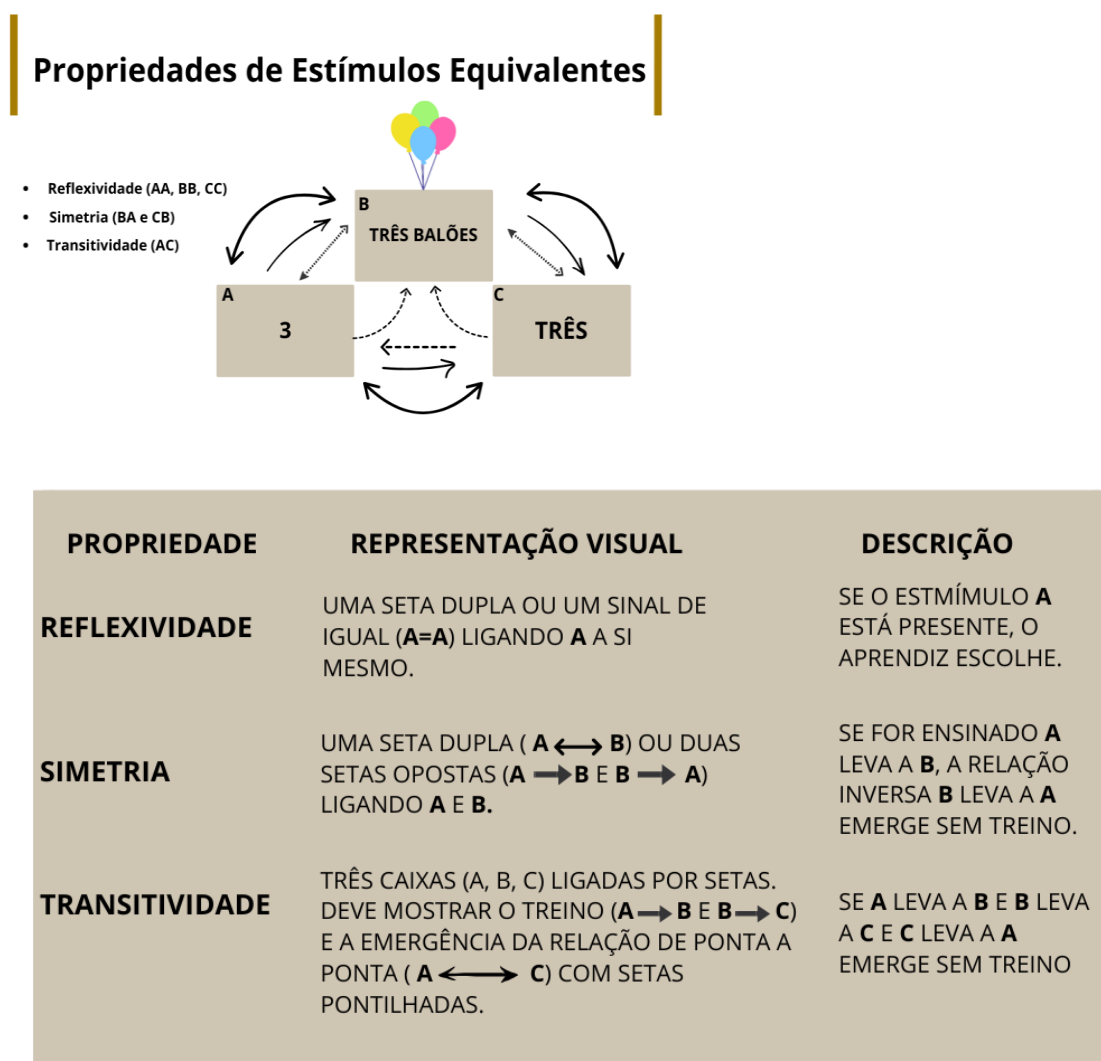 Propriedades de Estímulos Equivalentes
• Reflexividade (AA, BB, CC)
• Simetria (BA e CB)
• Transitividade (AC)
B
TRÊS BALÕES
A
3
C
TRÊS
PROPRIEDADE
REPRESENTAÇÃO VISUAL
DESCRIÇÃO
REFLEXIVIDADE
UMA SETA DUPLA OU UM SINAL DE
IGUAL (A=A) LIGANDO A A SI
MESMO.
SE O ESTMÍMULO A
ESTÁ PRESENTE, O
APRENDIZ ESCOLHE.
SIMETRIA
UMA SETA DUPLA ( A ⟷ B) OU DUAS
SETAS OPOSTAS (A ➡ B E B ➡ A)
LIGANDO A E B.
SE FOR ENSINADO A
LEVA A B, A RELAÇÃO
INVERSA B LEVA A A
EMERGE SEM TREINO.
TRANSITIVIDADE
TRÊS CAIXAS (A, B, C) LIGADAS POR SETAS.
DEVE MOSTRAR O TREINO (A ➡ B E B ➡ C)
E A EMERGÊNCIA DA RELAÇÃO DE PONTA A
PONTA ( A ⟷ C) COM SETAS
PONTILHADAS.
SE A LEVA A B E B LEVA
A C E C LEVA A A
EMERGE SEM TREINO